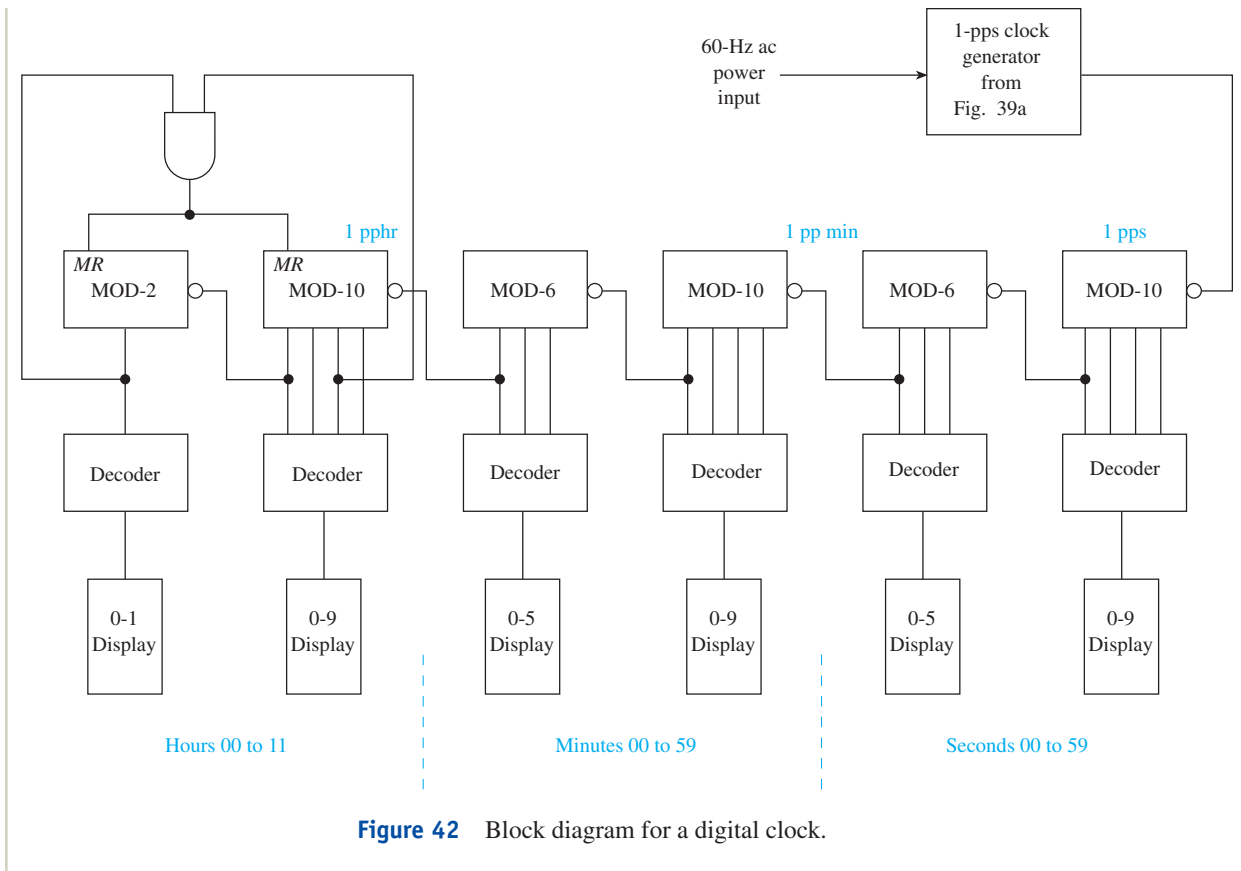 60-Hz ac
power
input
1-pps clock
generator
from
Fig. 39a
1 pphr
1 pp min
1 pps
MR
MOD-2
MR
MOD-10
MOD-6
MOD-10
MOD-6
MOD-10
Decoder
Decoder
Decoder
Decoder
Decoder
Decoder
0-1
Display
0-9
Display
0-5
Display
0-9
Display
0-5
Display
0-9
Display
Hours 00 to 11
Minutes 00 to 59
Seconds 00 to 59
Figure 42 Block diagram for a digital clock.